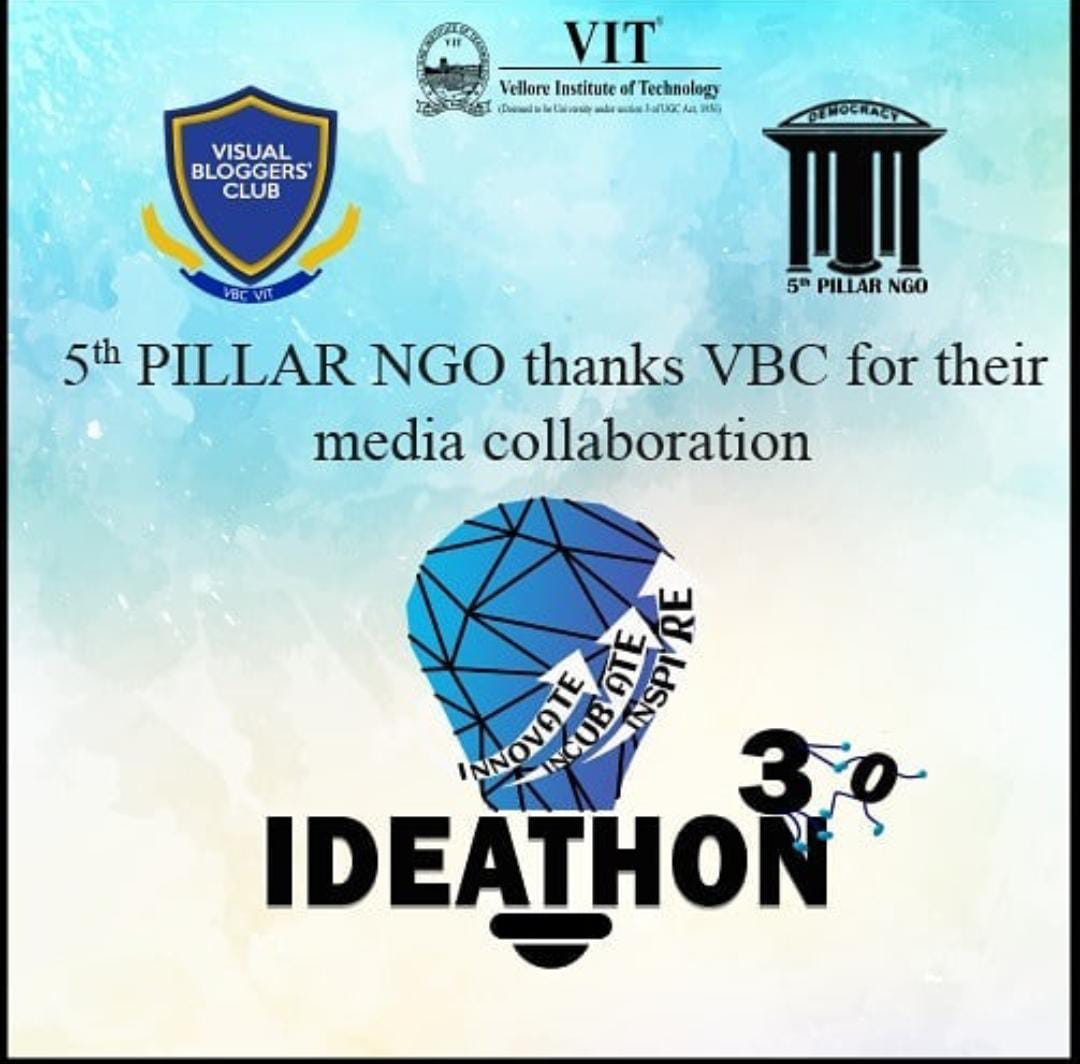 VIT
VIT®
Vellore Institute of Technology
(Deemed to be University under section 3 of UGC Act, 1956)
VISUAL
BLOGGERS'
CLUB
VBC VIT
DEMOCRACY
5th PILLAR NGO
5th PILLAR NGO thanks VBC for their
media collaboration
INNOVATE
INCUBATE
INSPIRE
3.0
IDEATHON